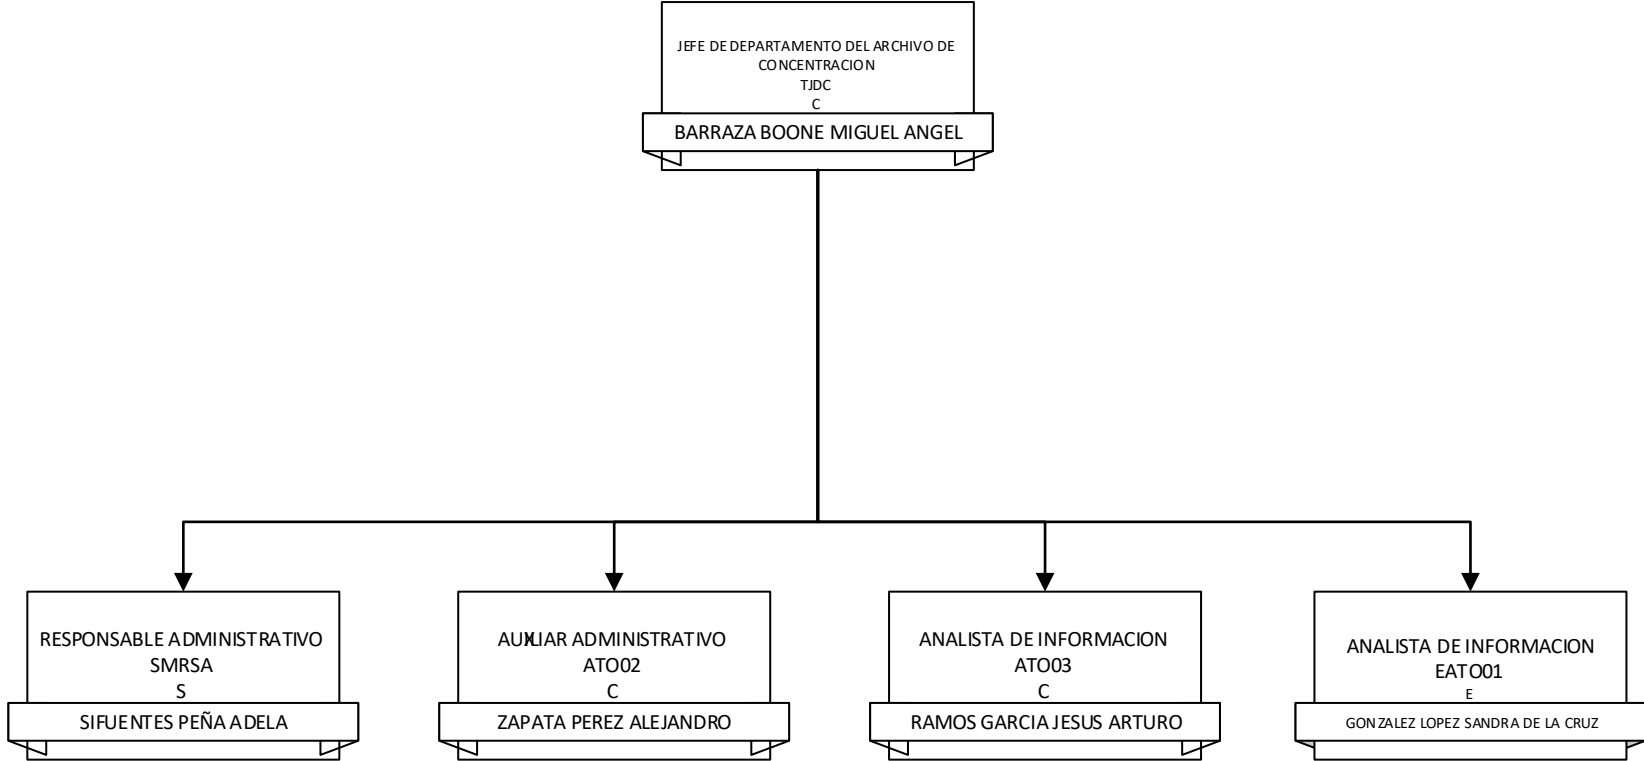 JEFE DE DEPARTAMENTO DEL ARCHIVO DE
CONCENTRACION
TJDC
C
BARRAZA BOONE MIGUEL ANGEL
RESPONSABLE ADMINISTRATIVO
SMRSA
S
SIFUENTES PEÑA ADELA
AUXILIAR ADMINISTRATIVO
ATO02
C
ZAPATA PEREZ ALEJANDRO
ANALISTA DE INFORMACION
ATO03
C
RAMOS GARCIA JESUS ARTURO
ANALISTA DE INFORMACION
EATO01
E
GONZALEZ LOPEZ SANDRA DE LA CRUZ